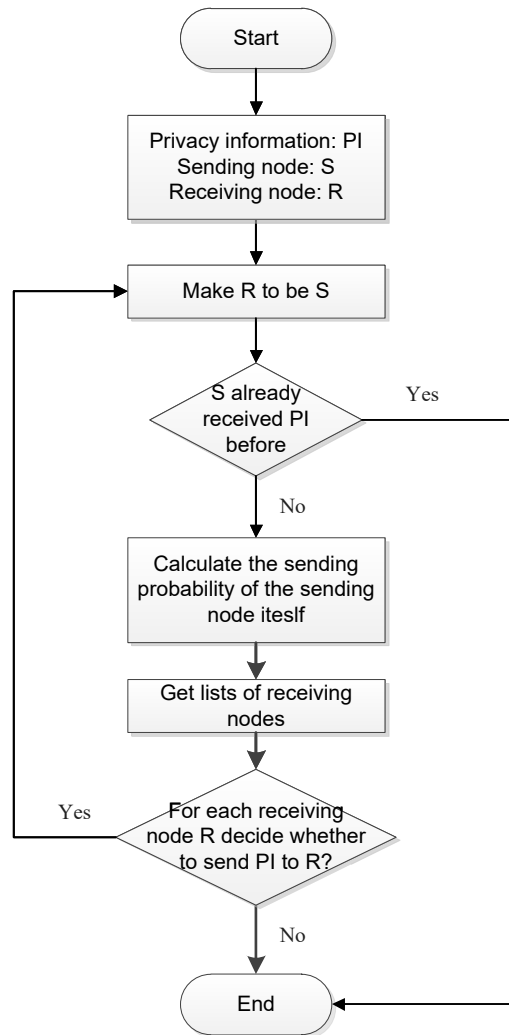 Start
Privacy information: PI
Sending node: S
Receiving node: R
Make R to be S
S already
received PI
before
Yes
No
Calculate the sending
probability of the sending
node iteslf
Get lists of receiving
nodes
Yes
For each receiving
node R decide whether
to send PI to R?
No
End